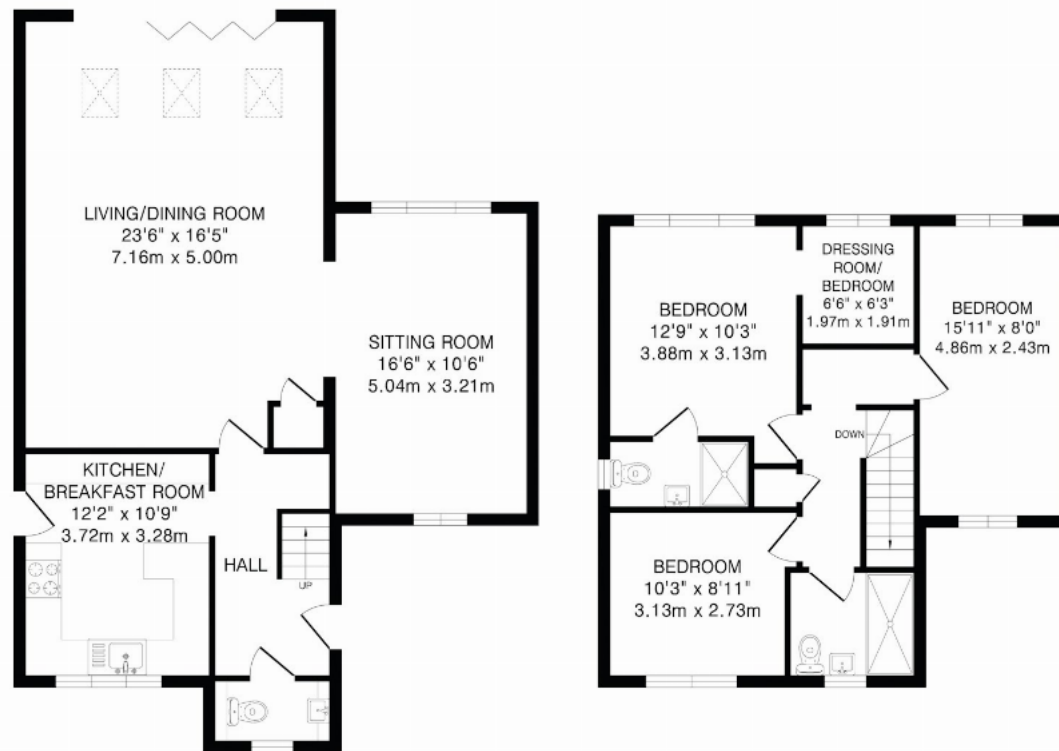 LIVING/DINING ROOM
23'6" x 16'5"
7.16m x 5.00m
SITTING ROOM
16'6" x 10'6"
5.04m x 3.21m
KITCHEN/
BREAKFAST ROOM
12'2" x 10'9"
3.72m x 3.28m
HALL
UP
BEDROOM
12'9" x 10'3"
3.88m x 3.13m
DRESSING
ROOM/
BEDROOM
6'6" x 6'3"
1.97m x 1.91m
BEDROOM
15'11" x 8'0"
4.86m x 2.43m
DOWN
BEDROOM
10'3" x 8'11"
3.13m x 2.73m